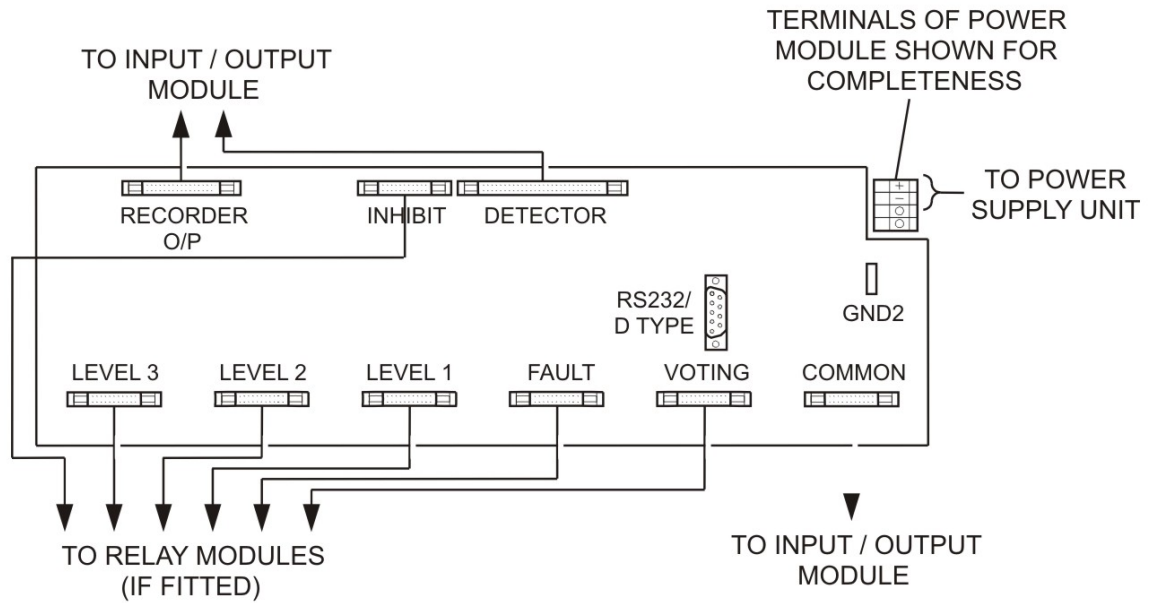 TERMINALS OF POWER
MODULE SHOWN FOR
COMPLETENESS
TO INPUT / OUTPUT
MODULE
+
−
TO POWER
SUPPLY UNIT
RECORDER
O/P
INHIBIT
DETECTOR
RS232/
D TYPE
GND2
LEVEL 3
LEVEL 2
LEVEL 1
FAULT
VOTING
COMMON
TO RELAY MODULES
(IF FITTED)
TO INPUT / OUTPUT
MODULE